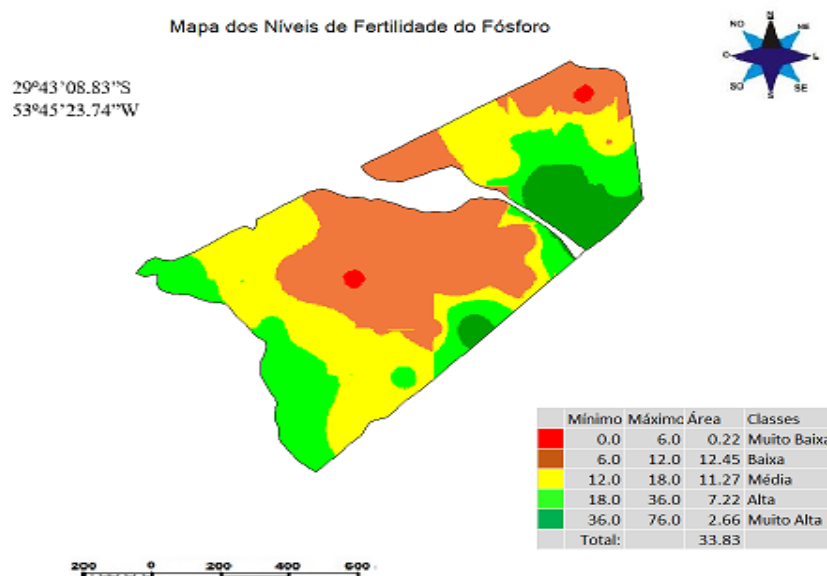 Mapa dos Níveis de Fertilidade do Fósforo
29º43'08.83"S
53º45'23.74"W
N
NO NE
O L
SO SE
S
Mínimo Máximo Área Classes
0.0 6.0 0.22 Muito Baixa
6.0 12.0 12.45 Baixa
12.0 18.0 11.27 Média
18.0 36.0 7.22 Alta
36.0 76.0 2.66 Muito Alta
Total: 33.83
200 0 200 400 600